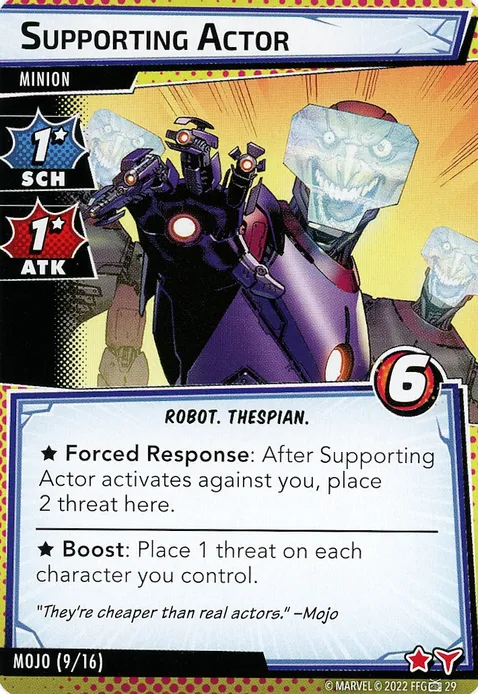 SUPPORTING ACTOR
MINION
1
SCH
1
ATK
6
ROBOT. THESPIAN.
★ Forced Response: After Supporting
Actor activates against you, place
2 threat here.
★ Boost: Place 1 threat on each
character you control.
"They're cheaper than real actors." –Mojo
MOJO (9/16)
© MARVEL © 2022 FFG 29